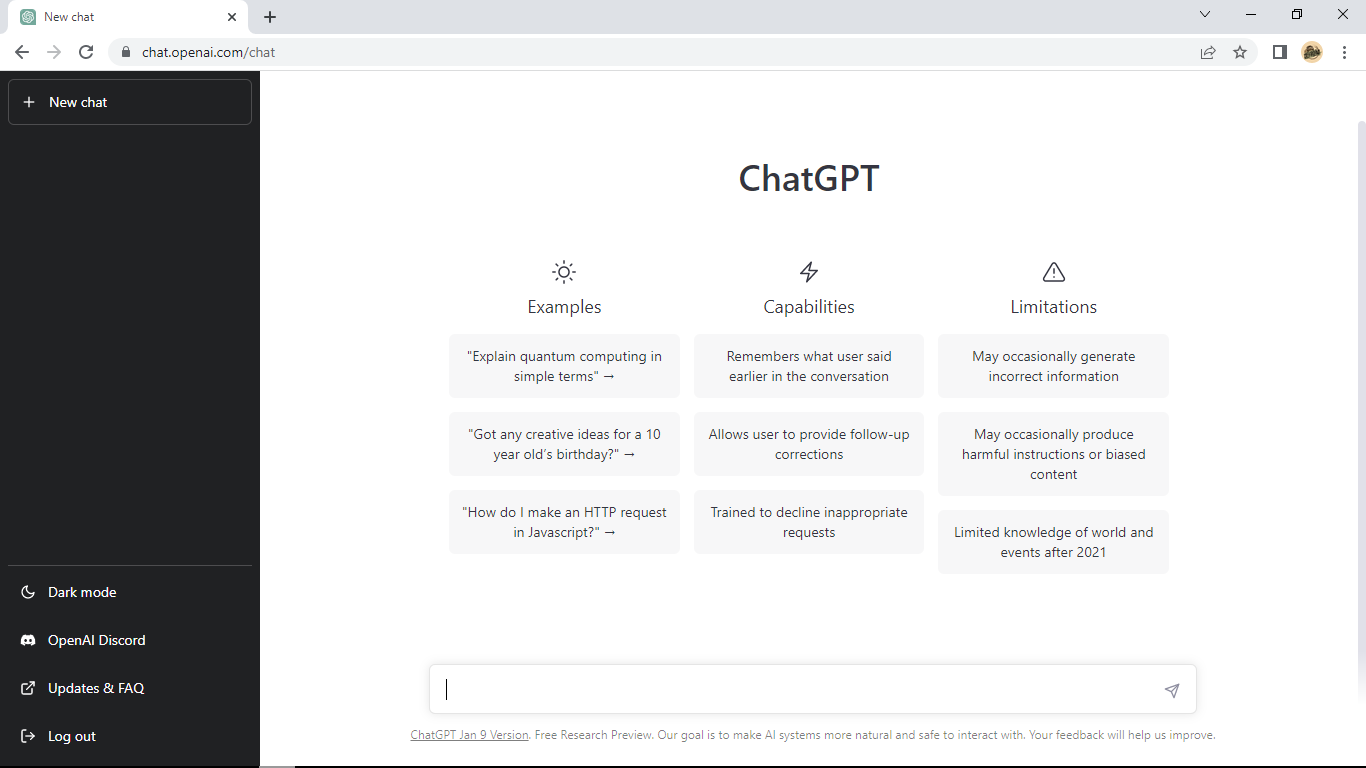 New chat
chat.openai.com/chat
New chat
Dark mode
OpenAI Discord
Updates & FAQ
Log out
ChatGPT
Examples
"Explain quantum computing in
simple terms" →
"Got any creative ideas for a 10
year old’s birthday?" →
"How do I make an HTTP request
in Javascript?" →
Capabilities
Remembers what user said
earlier in the conversation
Allows user to provide follow-up
corrections
Trained to decline inappropriate
requests
Limitations
May occasionally generate
incorrect information
May occasionally produce
harmful instructions or biased
content
Limited knowledge of world and
events after 2021
ChatGPT Jan 9 Version. Free Research Preview. Our goal is to make AI systems more natural and safe to interact with. Your feedback will help us improve.